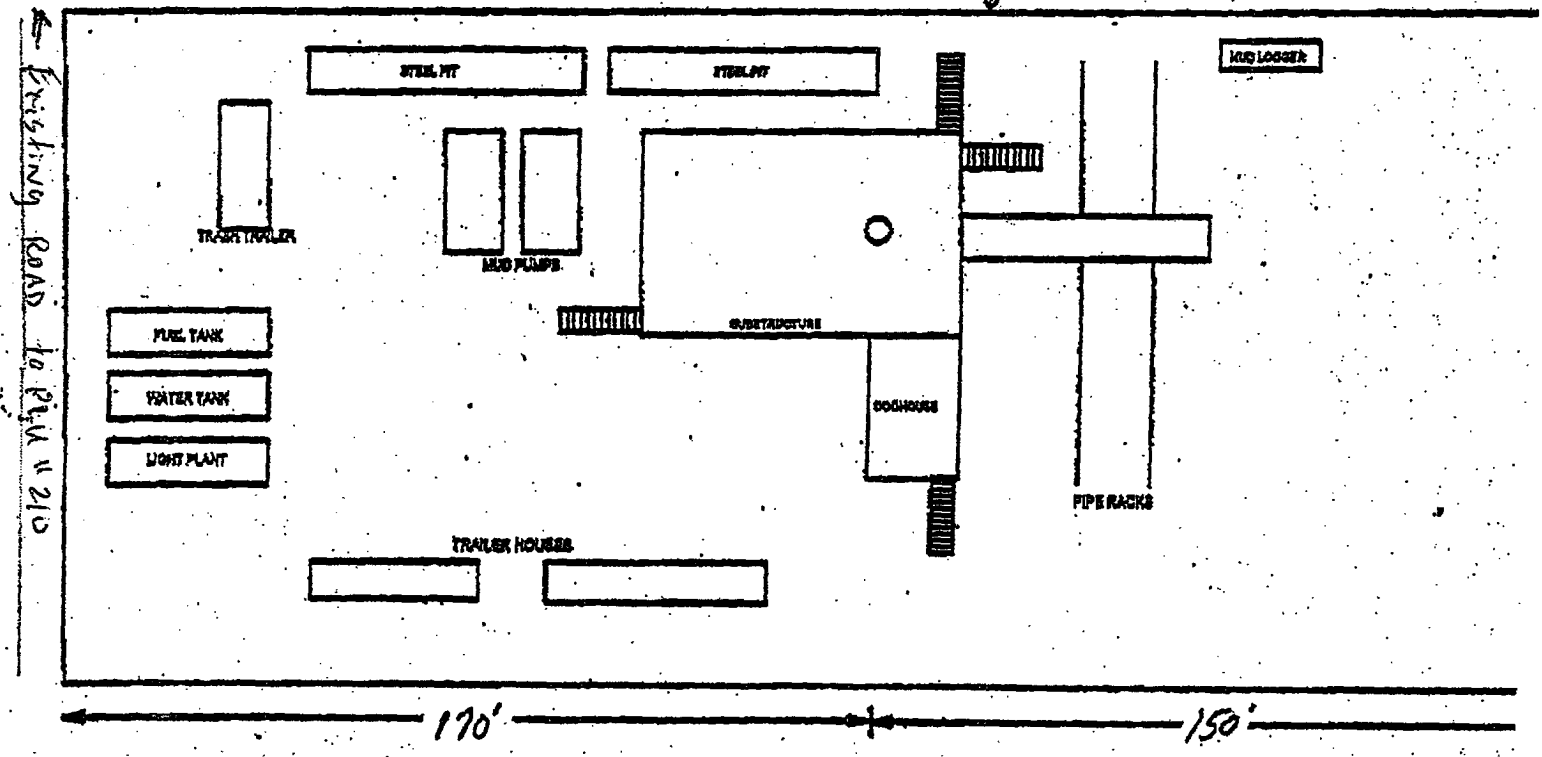 Existing ROAD to
210
STEEL PIT
STEEL PIT
MUD LOGGER
TRASH TRAILER
MUD PUMPS
FUEL TANK
SUBSTRUCTURE
WATER TANK
DOGHOUSE
LIGHT PLANT
PIPE RACKS
TRAILER HOUSES
170'
150'